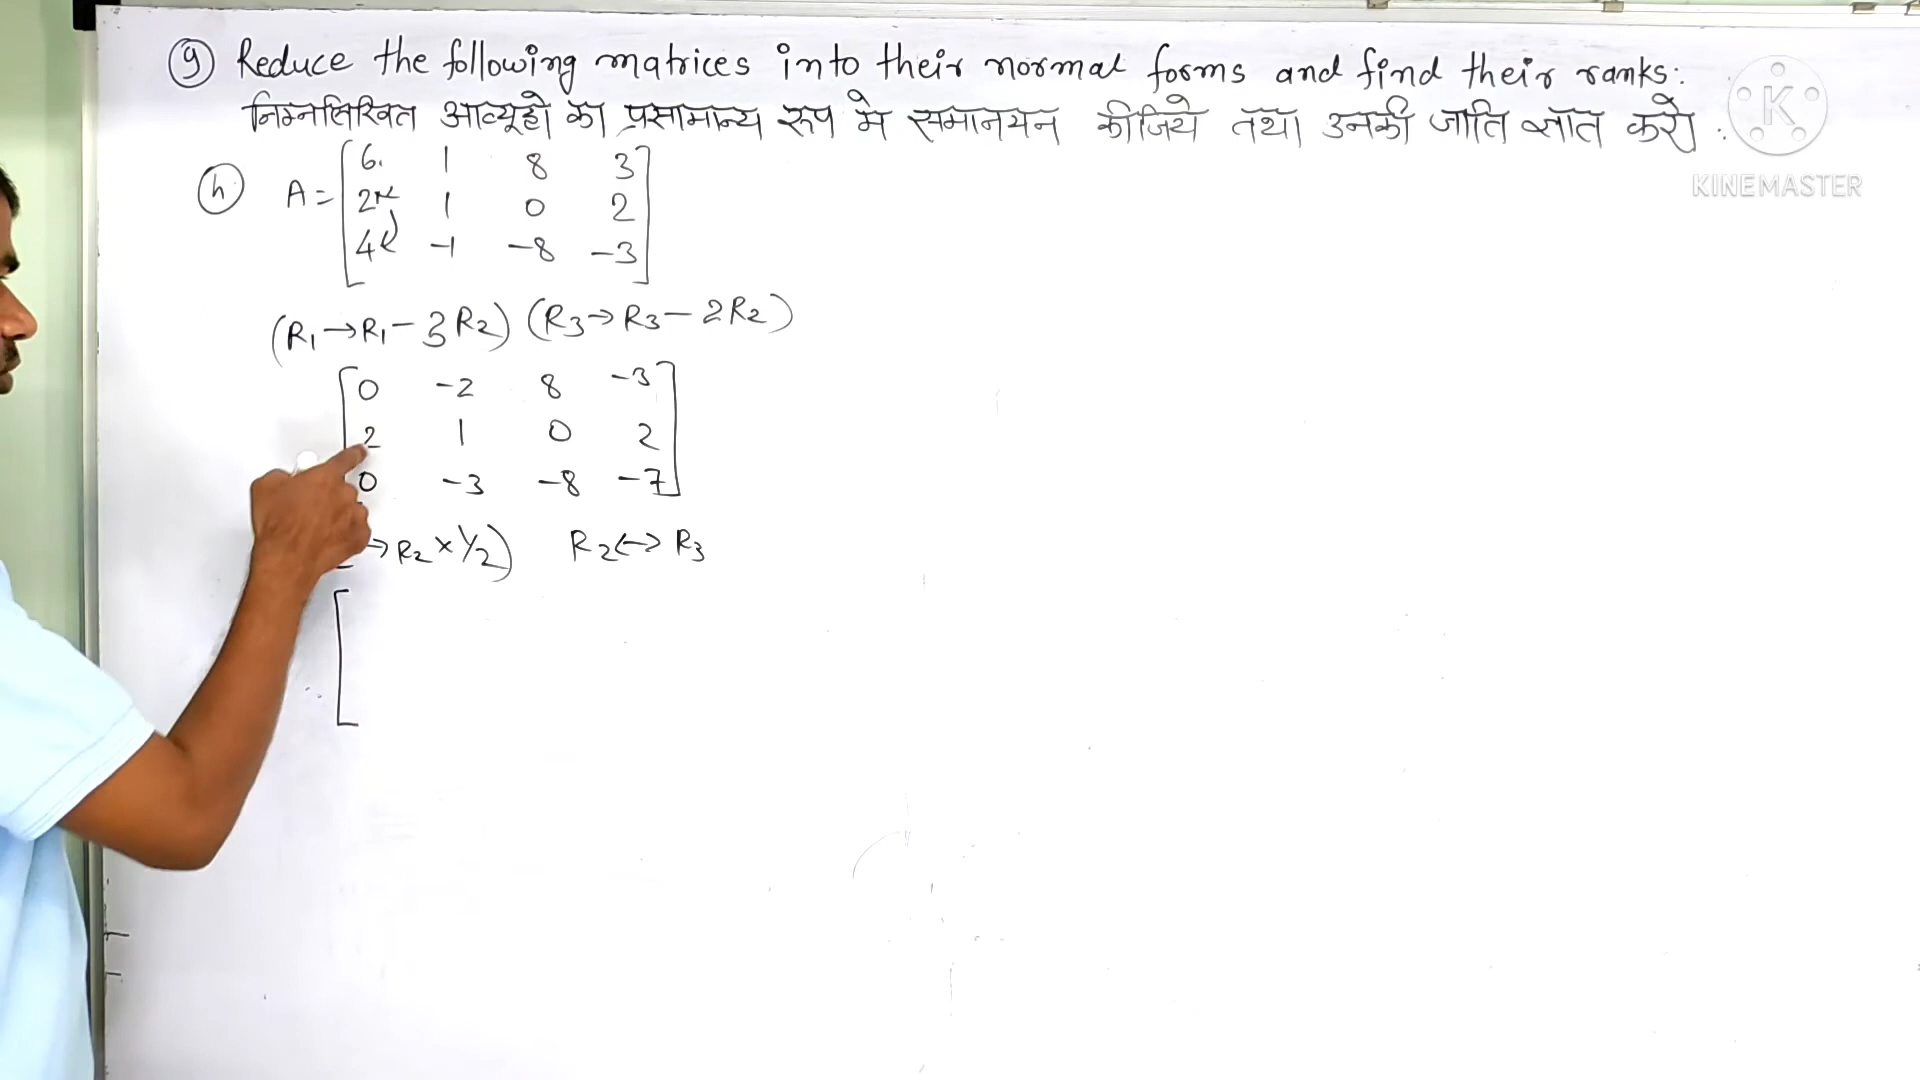 9 Reduce the following matrices into their normal forms and find their ranks:
निम्नलिखित आव्यूहो का प्रसामान्य रूप मे समानयन कीजिये तथा उनकी जाति ज्ञात करो :
KINEMASTER
h A = [ 6 1 8 3
2 1 0 2
4 -1 -8 -3 ]
(R₁→R₁-3R₂) (R₃→R₃-2R₂)
[ 0 -2 8 -3
2 1 0 2
0 -3 -8 -7 ]
→R₂×1/2) R₂↔R₃
[